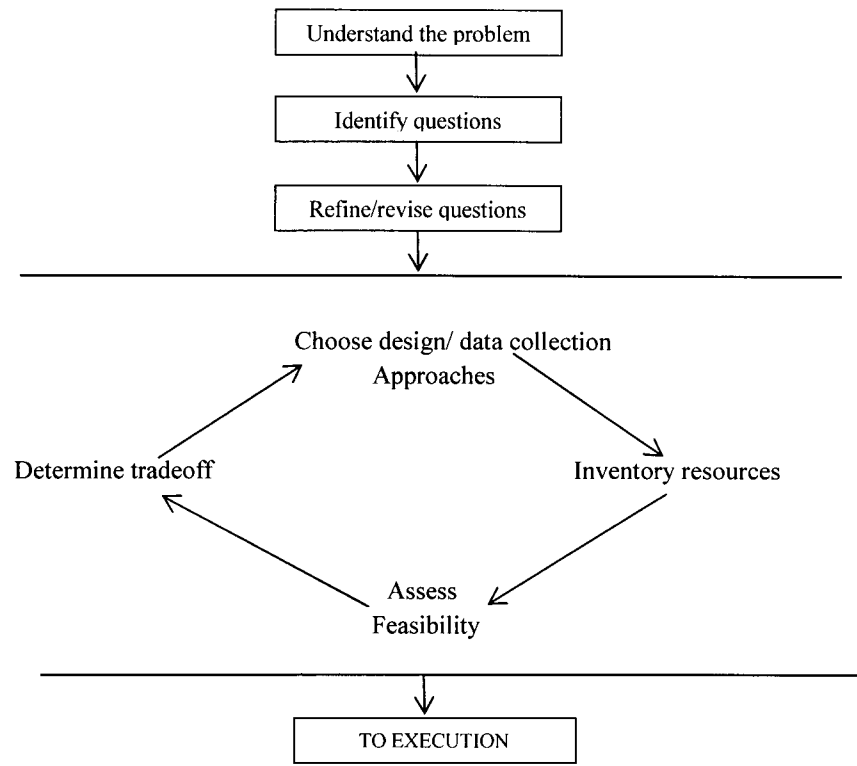 Understand the problem
Identify questions
Refine/revise questions
Choose design/ data collection
Approaches
Determine tradeoff
Inventory resources
Assess
Feasibility
TO EXECUTION